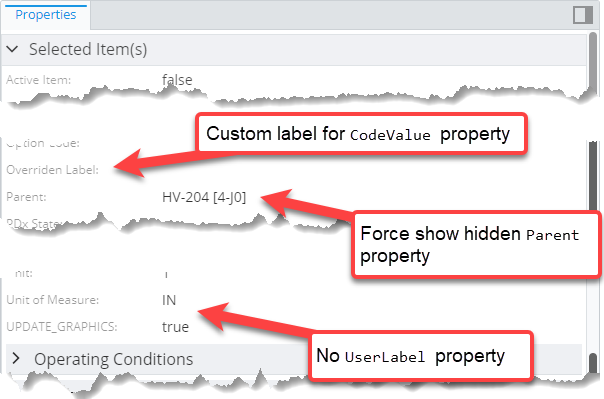 Properties
Selected Item(s)
Active Item: false
Option Code:
Custom label for CodeValue property
Overriden Label:
Parent: HV-204 [4-J0]
PDx State
Force show hidden Parent
property
Unit:
Unit of Measure: IN
UPDATE_GRAPHICS: true
No UserLabel property
Operating Conditions